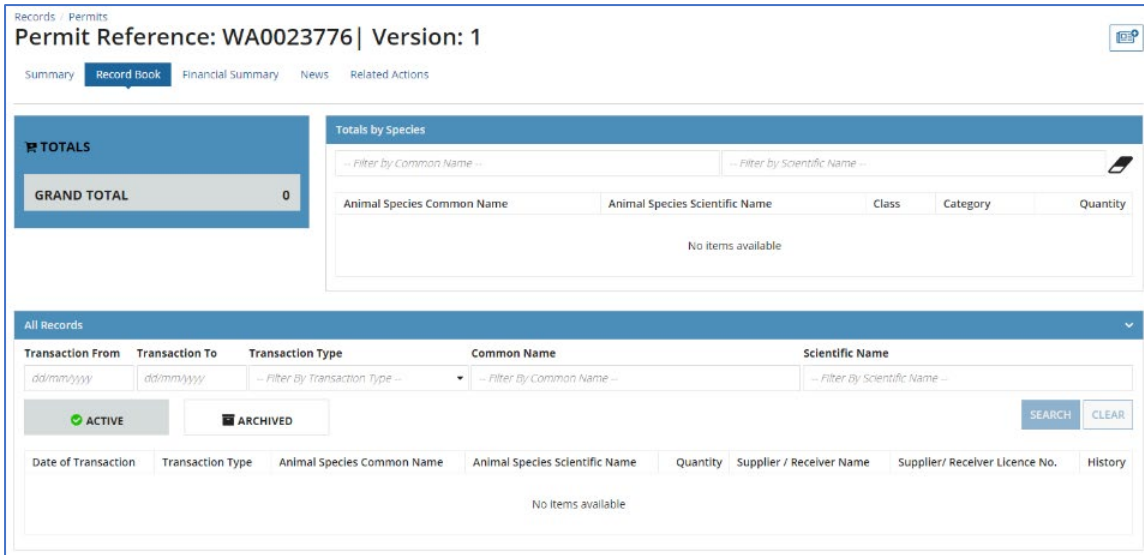 Records / Permits
Permit Reference: WA0023776| Version: 1
Summary Record Book Financial Summary News Related Actions
TOTALS
GRAND TOTAL 0
Totals by Species
-- Filter by Common Name -- -- Filter by Scientific Name --
Animal Species Common Name Animal Species Scientific Name Class Category Quantity
No items available
All Records
Transaction From Transaction To Transaction Type Common Name Scientific Name
dd/mm/yyyy dd/mm/yyyy -- Filter By Transaction Type -- -- Filter By Common Name -- -- Filter By Scientific Name --
ACTIVE ARCHIVED SEARCH CLEAR
Date of Transaction Transaction Type Animal Species Common Name Animal Species Scientific Name Quantity Supplier / Receiver Name Supplier/ Receiver Licence No. History
No items available